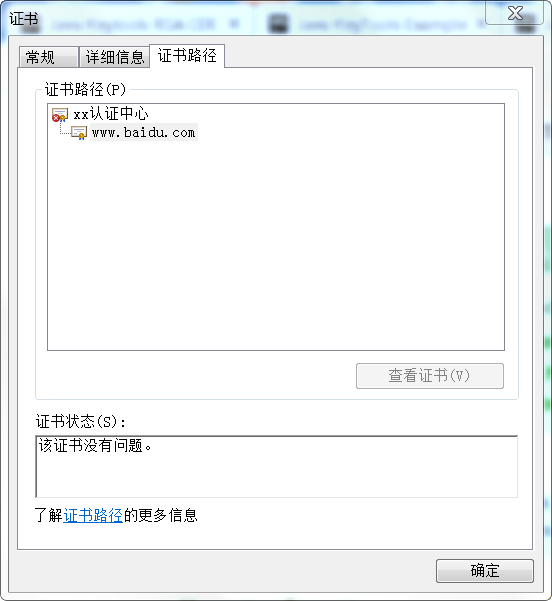 证书
常规
详细信息
证书路径
证书路径(P)
xx认证中心
www.baidu.com
查看证书(V)
证书状态(S):
该证书没有问题。
了解证书路径的更多信息
确定